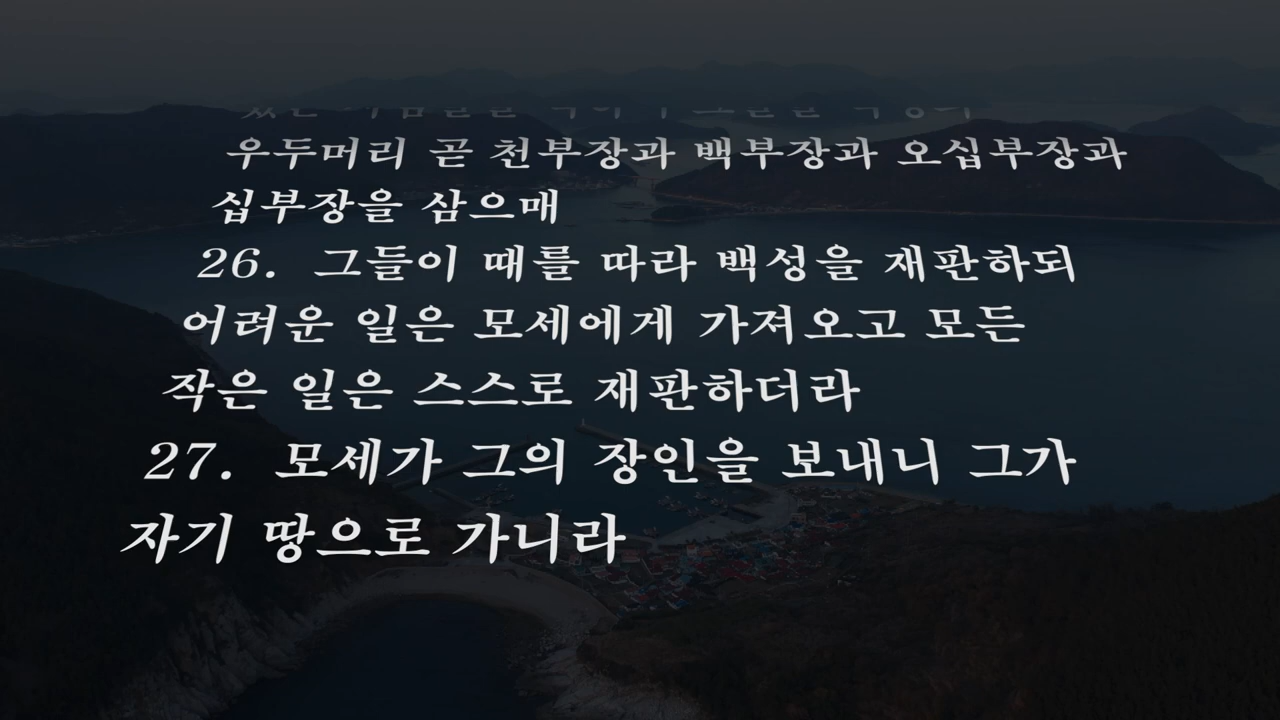 우두머리 곧 천부장과 백부장과 오십부장과
십부장을 삼으매
26. 그들이 때를 따라 백성을 재판하되
어려운 일은 모세에게 가져오고 모든
작은 일은 스스로 재판하더라
27. 모세가 그의 장인을 보내니 그가
자기 땅으로 가니라